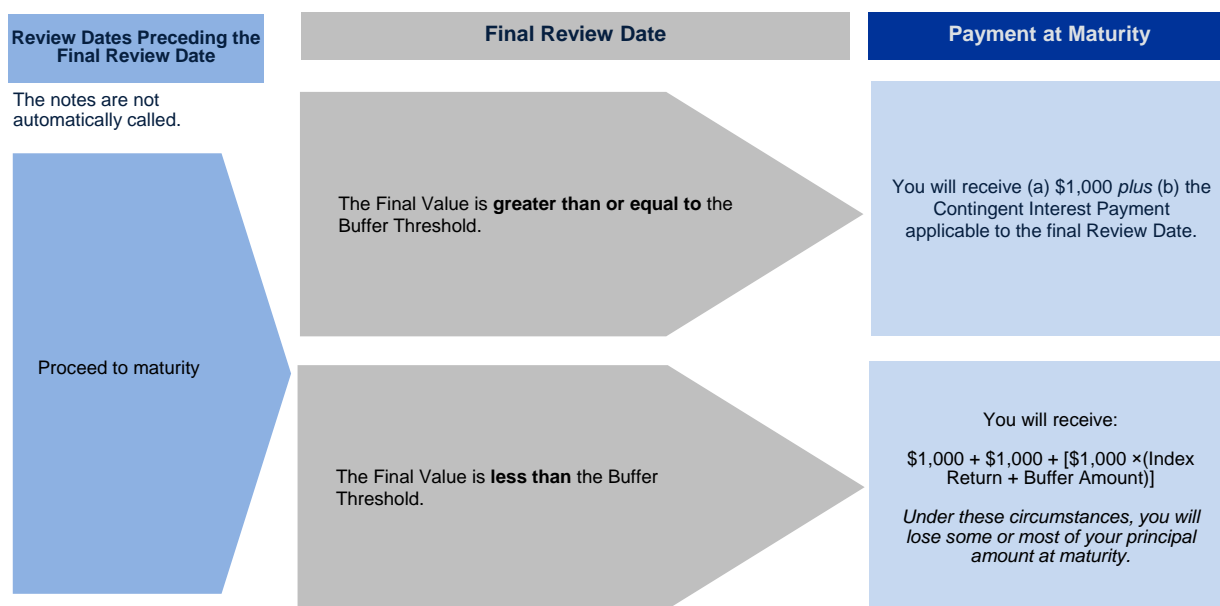 Review Dates Preceding the
Final Review Date
Final Review Date
Payment at Maturity
The notes are not
automatically called.
Proceed to maturity
The Final Value is greater than or equal to the
Buffer Threshold.
You will receive (a) $1,000 plus (b) the
Contingent Interest Payment
applicable to the final Review Date.
The Final Value is less than the Buffer
Threshold.
You will receive:
$1,000 + $1,000 + [$1,000 ×(Index
Return + Buffer Amount)]
Under these circumstances, you will
lose some or most of your principal
amount at maturity.